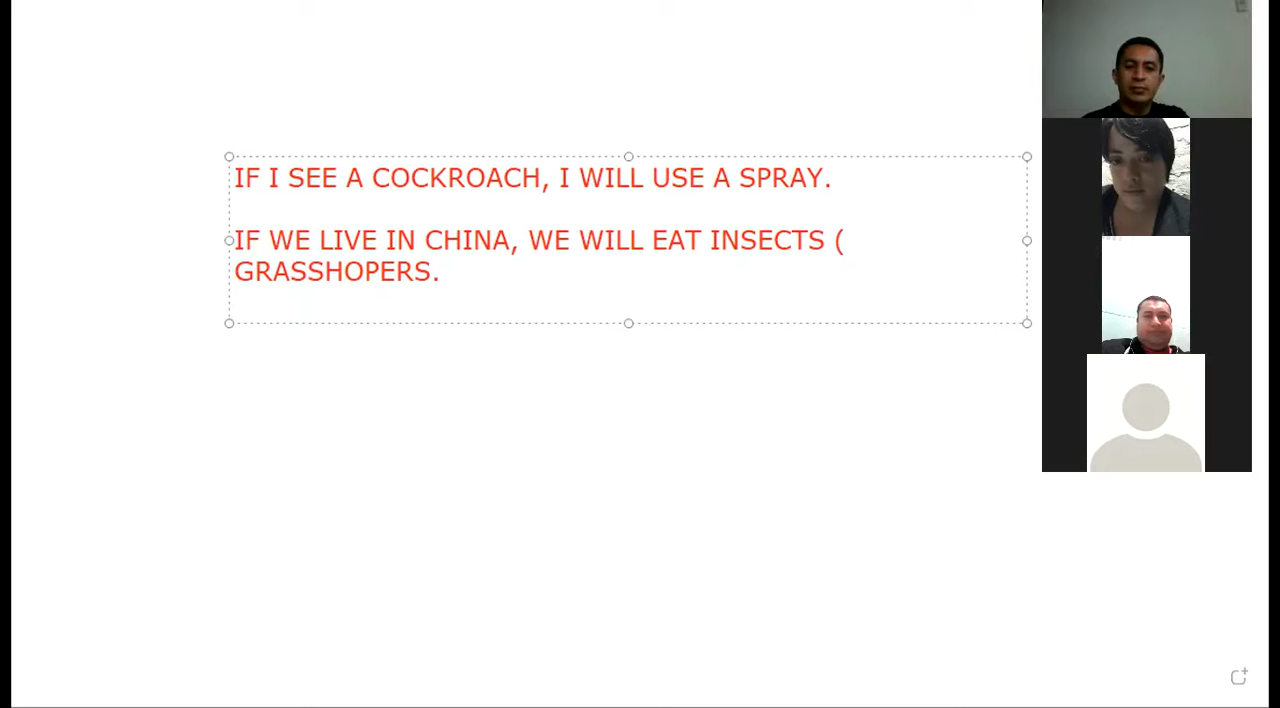 IF I SEE A COCKROACH, I WILL USE A SPRAY.
IF WE LIVE IN CHINA, WE WILL EAT INSECTS (
GRASSHOPERS.